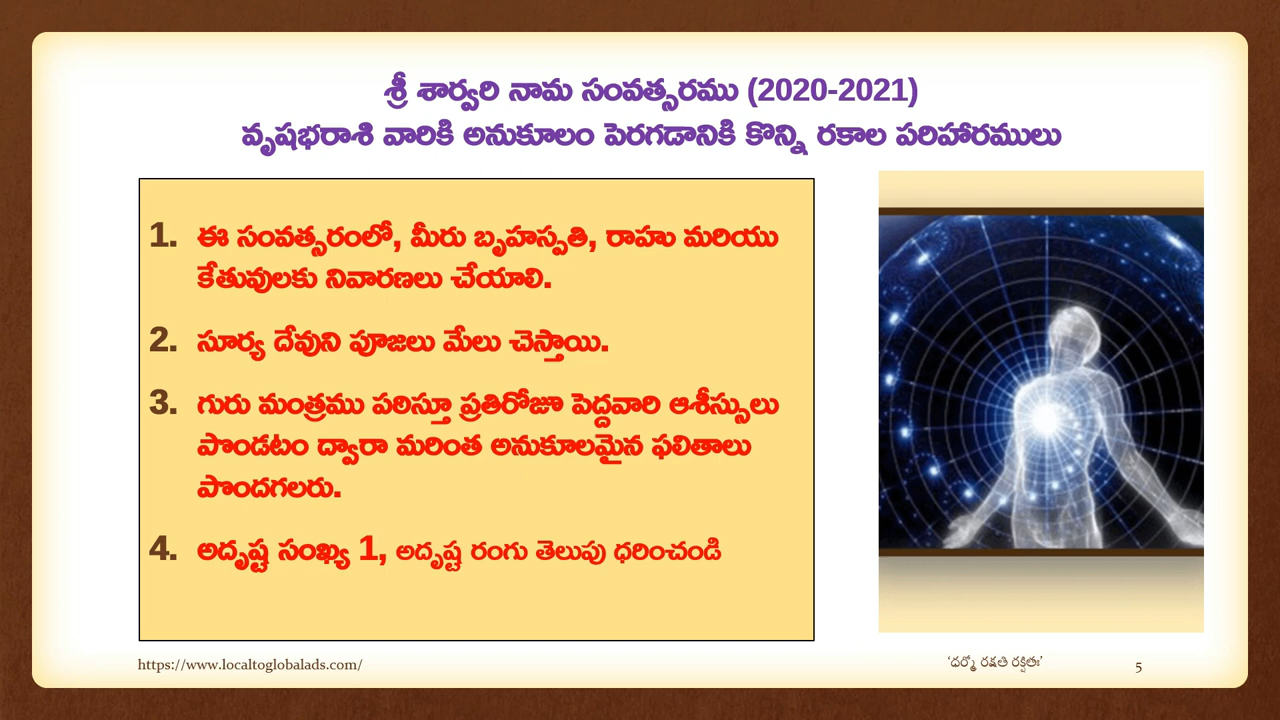 శ్రీ శార్వరి నామ సంవత్సరము (2020-2021)
వృషభరాశి వారికి అనుకూలం పెరగడానికి కొన్ని రకాల పరిహారములు
1. ఈ సంవత్సరంలో, మీరు బృహస్పతి, రాహు మరియు
కేతువులకు నివారణలు చేయాలి.
2. సూర్య దేవుని పూజలు మేలు చెస్తాయి.
3. గురు మంత్రము పఠిస్తూ ప్రతిరోజూ పెద్దవారి ఆశీస్సులు
పొండటం ద్వారా మరింత అనుకూలమైన ఫలితాలు
పొందగలరు.
4. అదృష్ట సంఖ్య 1, అదృష్ట రంగు తెలుపు ధరించండి
https://www.localtoglobalads.com/
‘ధర్మో రక్షతి రక్షితః’
5